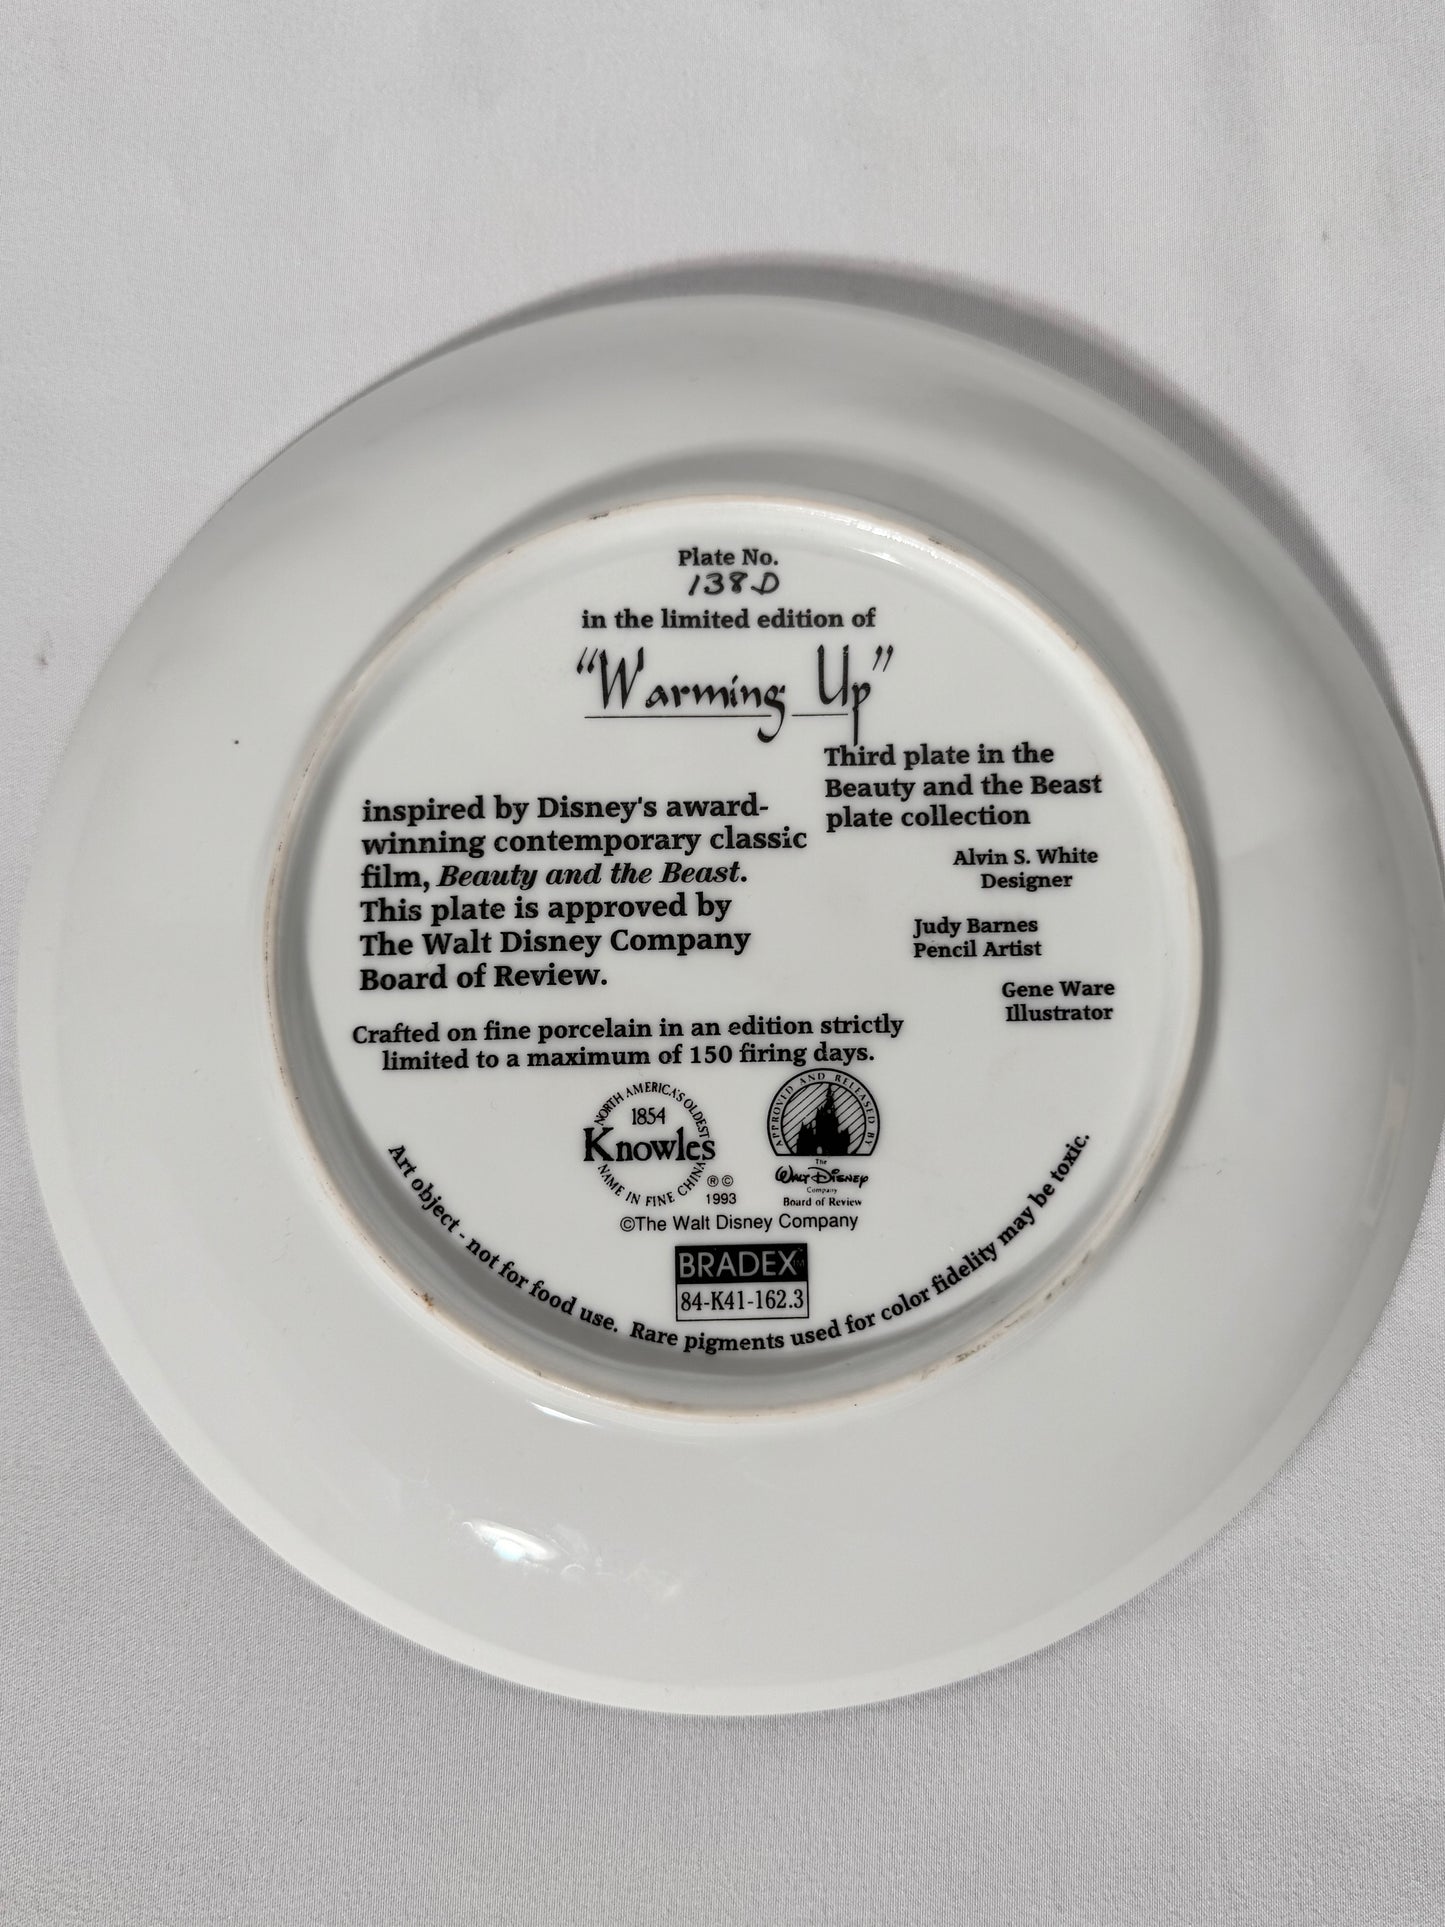 Plate No.
138D
in the limited edition of
“Warming Up”
Third plate in the
Beauty and the Beast
plate collection
inspired by Disney's award-
winning contemporary classic
film, Beauty and the Beast.
This plate is approved by
The Walt Disney Company
Board of Review.
Alvin S. White
Designer
Judy Barnes
Pencil Artist
Gene Ware
Illustrator
Crafted on fine porcelain in an edition strictly
limited to a maximum of 150 firing days.
NORTH AMERICA'S OLDEST
1854
Knowles
NAME IN FINE CHINA
®©
1993
APPROVED AND RELEASED BY
The
Walt Disney
Company
Board of Review
©The Walt Disney Company
BRADEX™
84-K41-162.3
Art object - not for food use. Rare pigments used for color fidelity may be toxic.